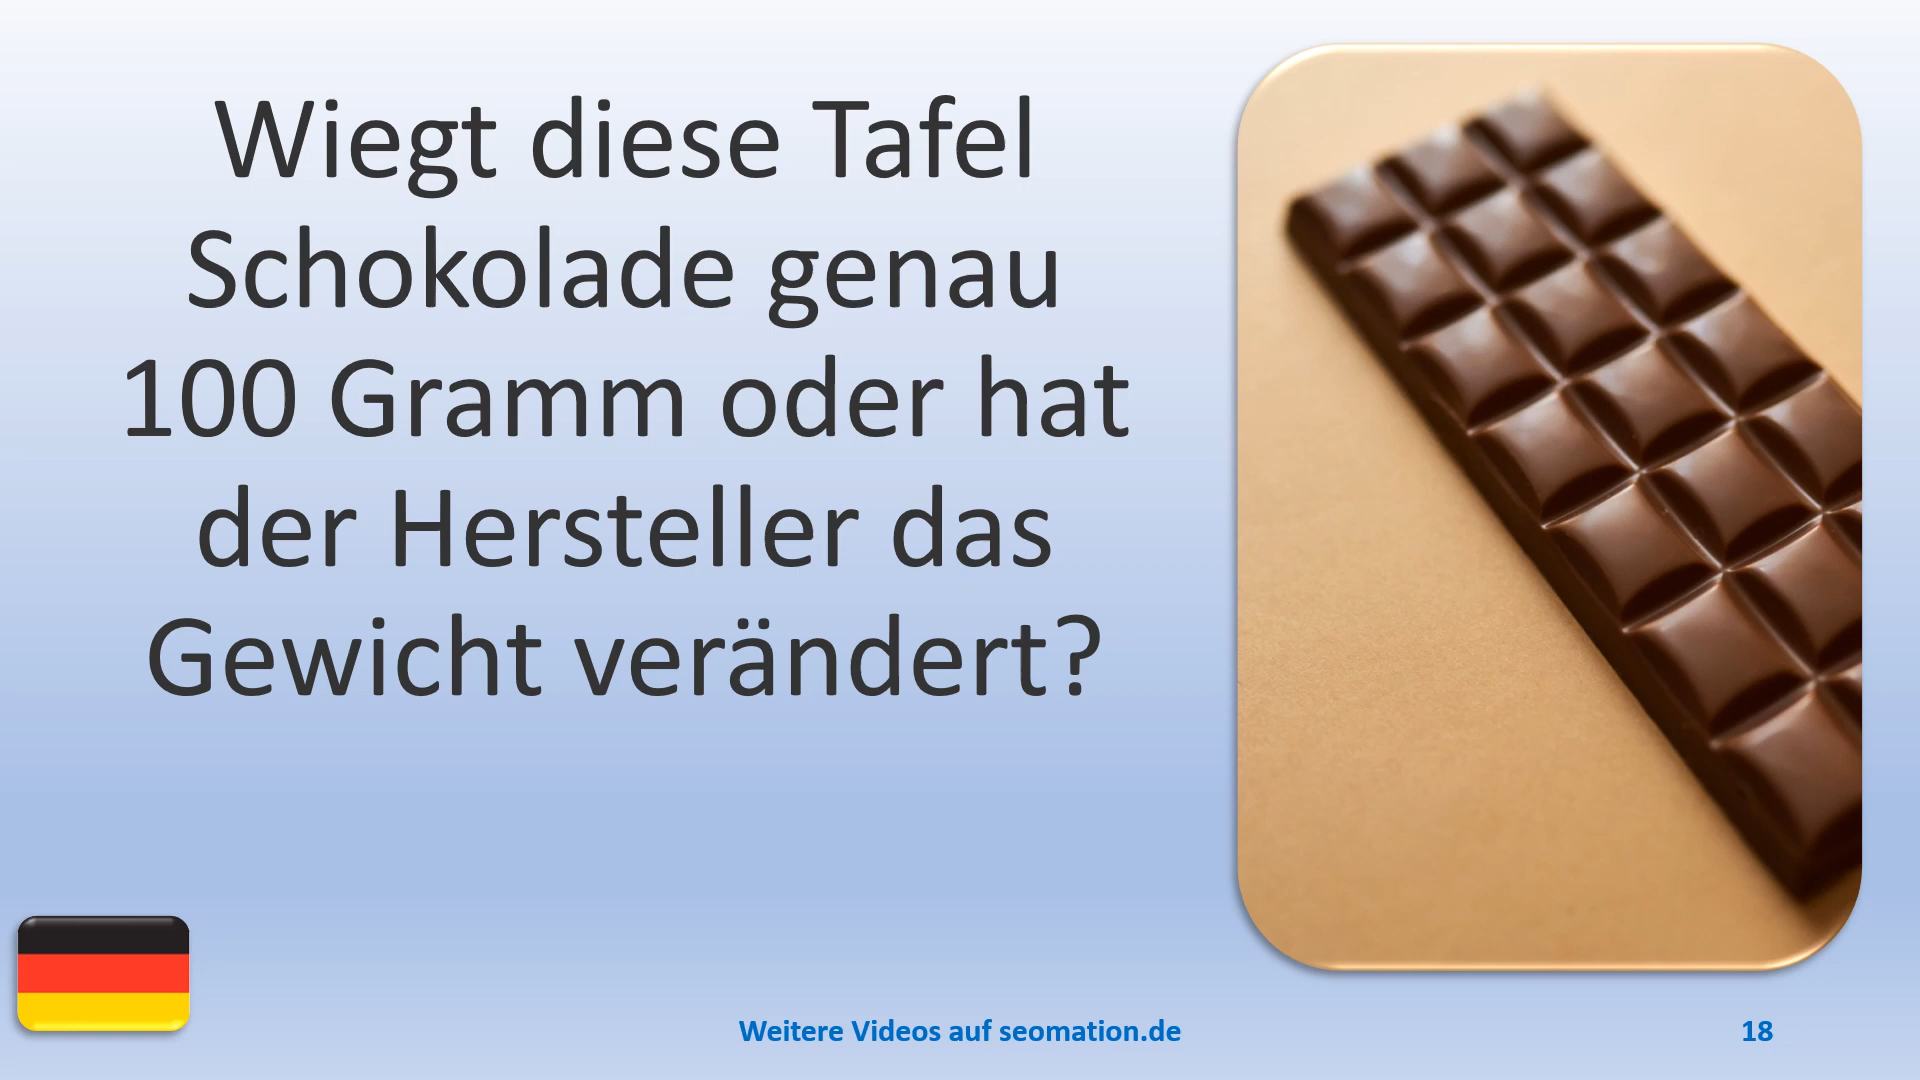 Wiegt diese Tafel
Schokolade genau
100 Gramm oder hat
der Hersteller das
Gewicht verändert?
Weitere Videos auf seomation.de
18